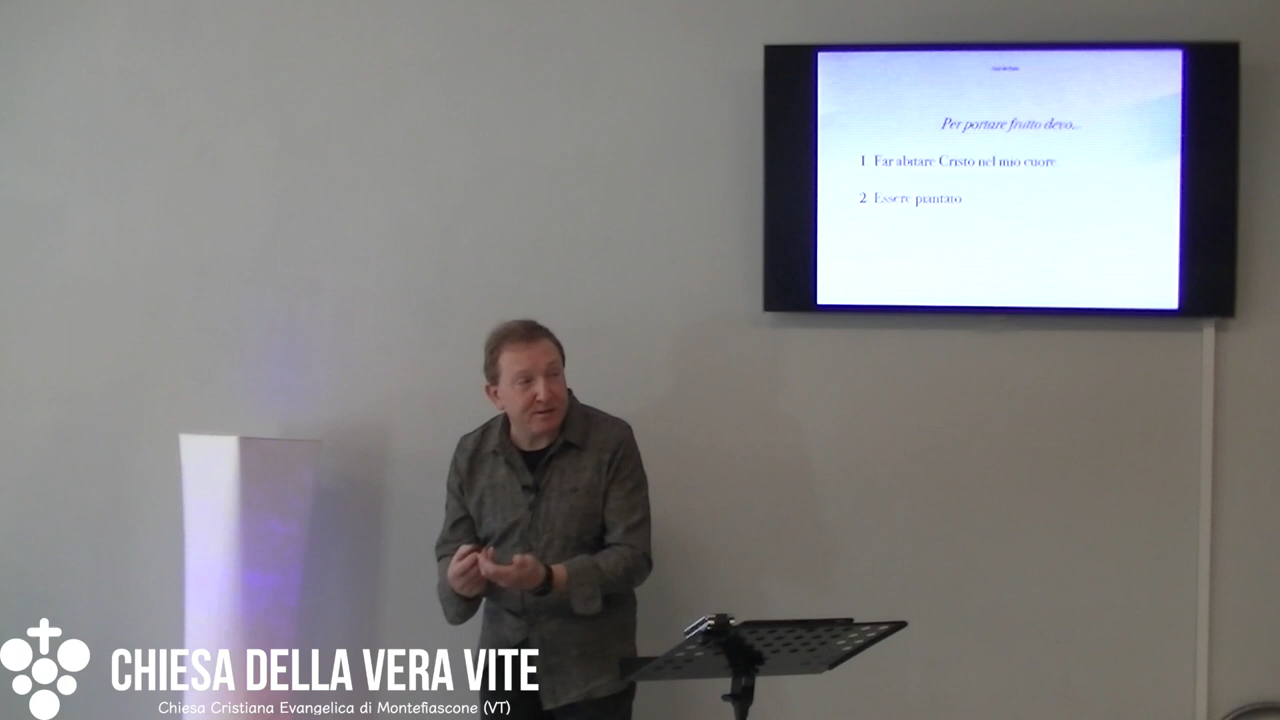 Per portare frutto devo...
1 Far abitare Cristo nel mio cuore
2 Essere piantato
CHIESA DELLA VERA VITE
Chiesa Cristiana Evangelica di Montefiascone (VT)